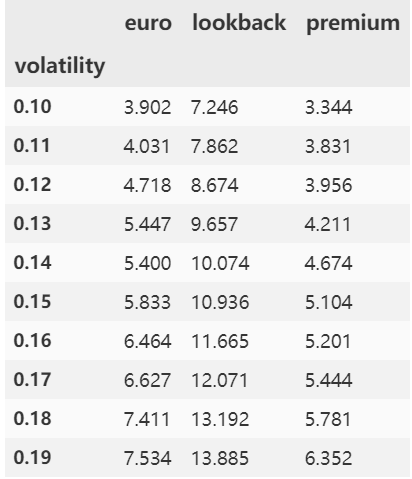 euro lookback premium
volatility
0.10 3.902 7.246 3.344
0.11 4.031 7.862 3.831
0.12 4.718 8.674 3.956
0.13 5.447 9.657 4.211
0.14 5.400 10.074 4.674
0.15 5.833 10.936 5.104
0.16 6.464 11.665 5.201
0.17 6.627 12.071 5.444
0.18 7.411 13.192 5.781
0.19 7.534 13.885 6.352